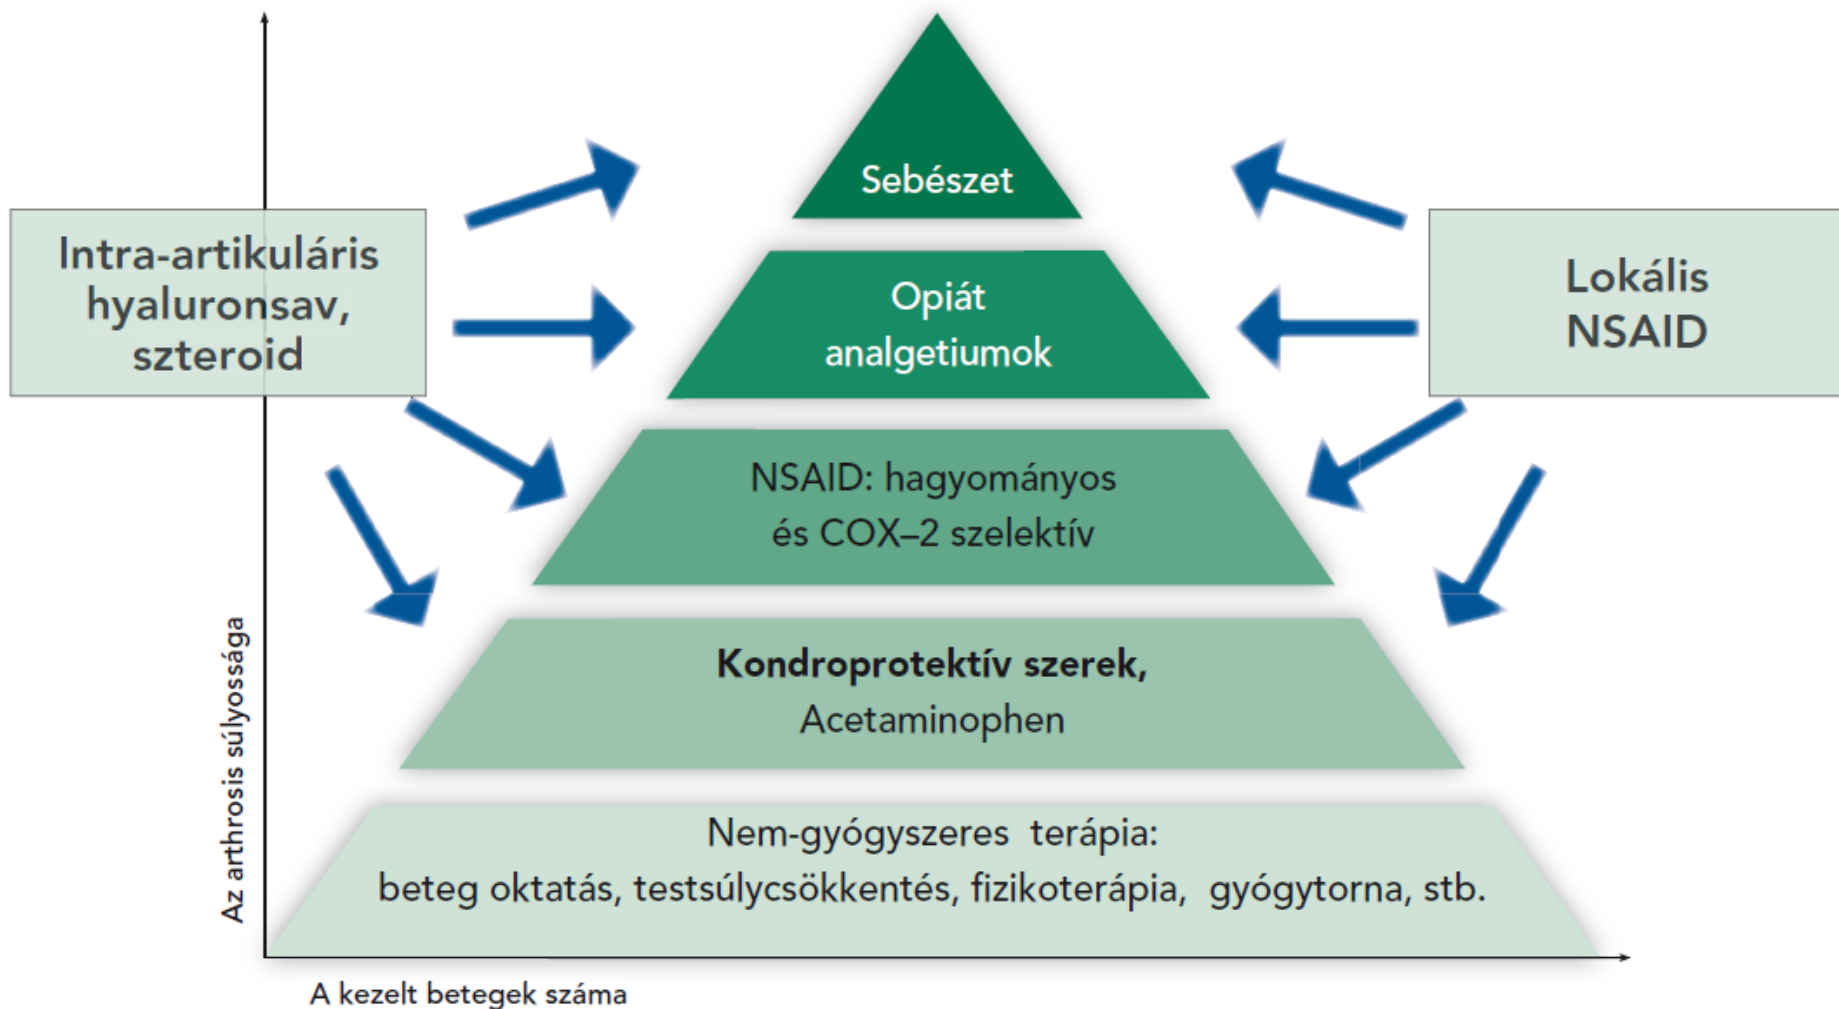 Sebészet
Intra-artikuláris
hyaluronsav,
szteroid
Opiát
analgetiumok
Lokális
NSAID
NSAID: hagyományos
és COX–2 szelektív
Kondroprotektív szerek,
Acetaminophen
Nem-gyógyszeres terápia:
beteg oktatás, testsúlycsökkentés, fizikoterápia, gyógytorna, stb.
Az arthrosis súlyossága
A kezelt betegek száma